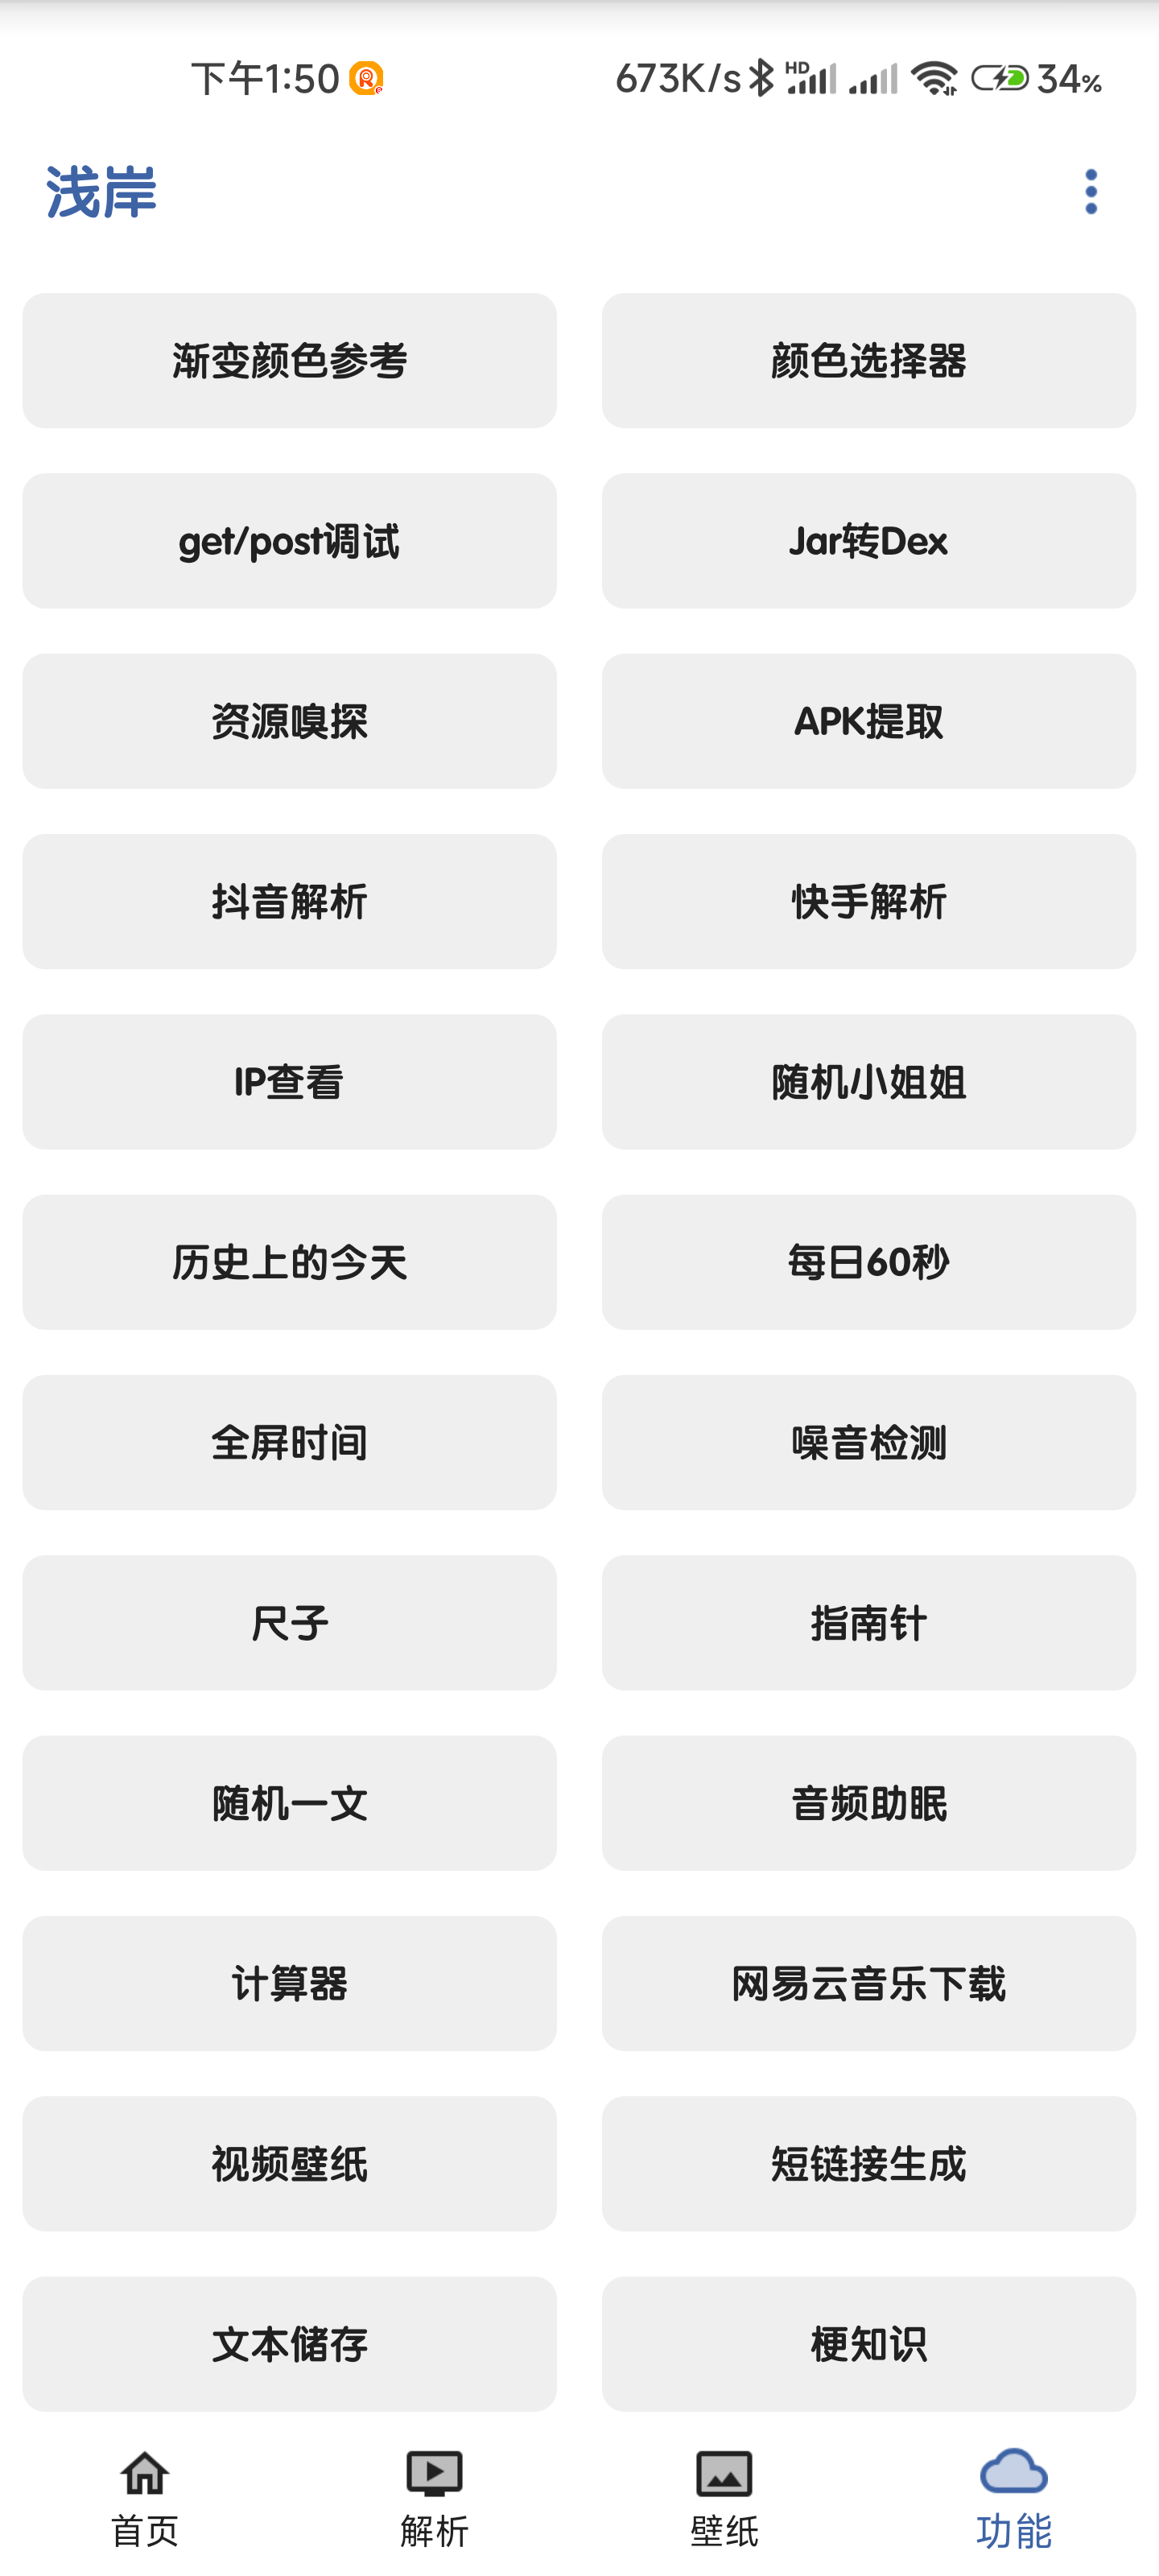 下午1:50
673K/s HD 34%
浅岸
渐变颜色参考 颜色选择器
get/post调试 Jar转Dex
资源嗅探 APK提取
抖音解析 快手解析
IP查看 随机小姐姐
历史上的今天 每日60秒
全屏时间 噪音检测
尺子 指南针
随机一文 音频助眠
计算器 网易云音乐下载
视频壁纸 短链接生成
文本储存 梗知识
首页 解析 壁纸 功能